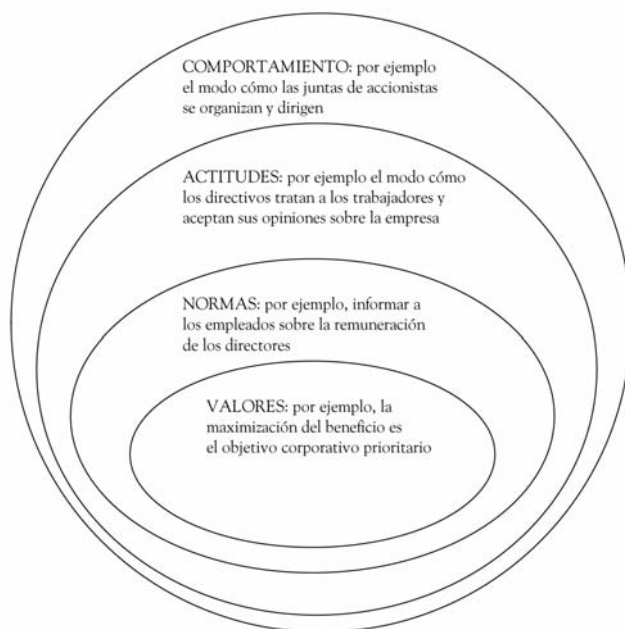 COMPORTAMIENTO: por ejemplo
el modo cómo las juntas de accionistas
se organizan y dirigen
ACTITUDES: por ejemplo el modo cómo
los directivos tratan a los trabajadores y
aceptan sus opiniones sobre la empresa
NORMAS: por ejemplo, informar a
los empleados sobre la remuneración
de los directores
VALORES: por ejemplo, la
maximización del beneficio es
el objetivo corporativo prioritario